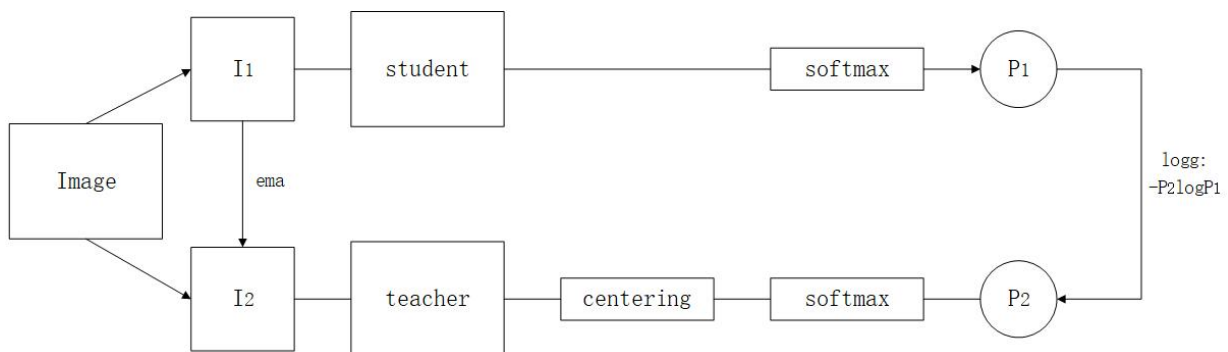 I1
student
softmax
P1
Image
ema
logg:
-P2logP1
I2
teacher
centering
softmax
P2